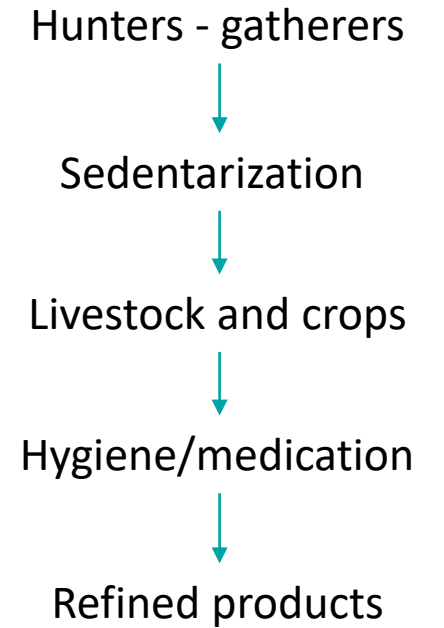 Hunters - gatherers
Sedentarization
Livestock and crops
Hygiene/medication
Refined products